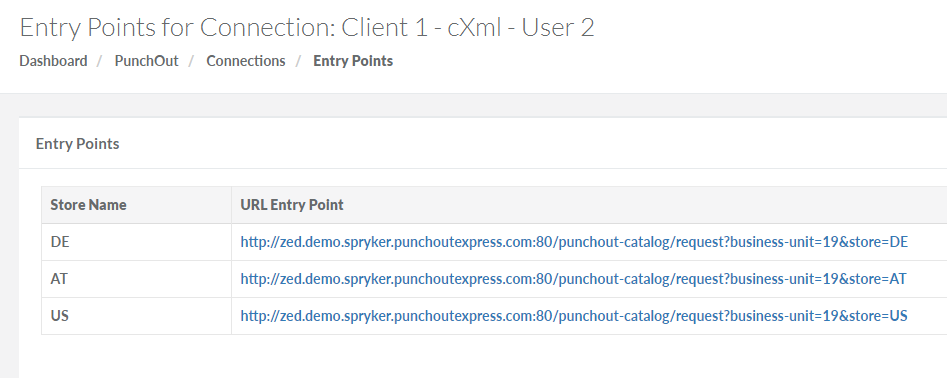 Entry Points for Connection: Client 1 - cXml - User 2
Dashboard / PunchOut / Connections / Entry Points
Entry Points
Store Name URL Entry Point
DE http://zed.demo.spryker.punchoutexpress.com:80/punchout-catalog/request?business-unit=19&store=DE
AT http://zed.demo.spryker.punchoutexpress.com:80/punchout-catalog/request?business-unit=19&store=AT
US http://zed.demo.spryker.punchoutexpress.com:80/punchout-catalog/request?business-unit=19&store=US